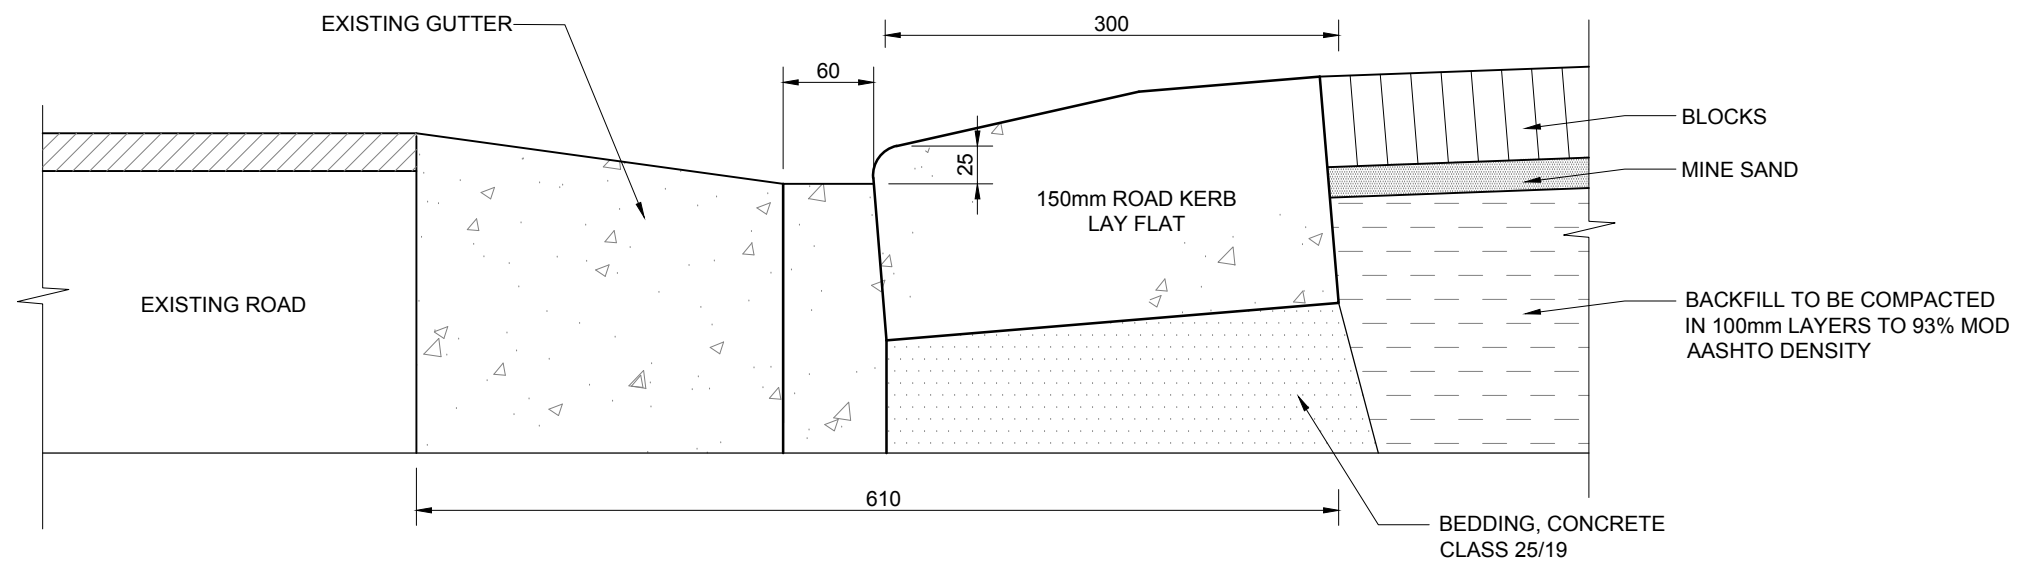 EXISTING GUTTER
300
60
BLOCKS
25
MINE SAND
150mm ROAD KERB
LAY FLAT
EXISTING ROAD
BACKFILL TO BE COMPACTED
IN 100mm LAYERS TO 93% MOD
AASHTO DENSITY
610
BEDDING, CONCRETE
CLASS 25/19